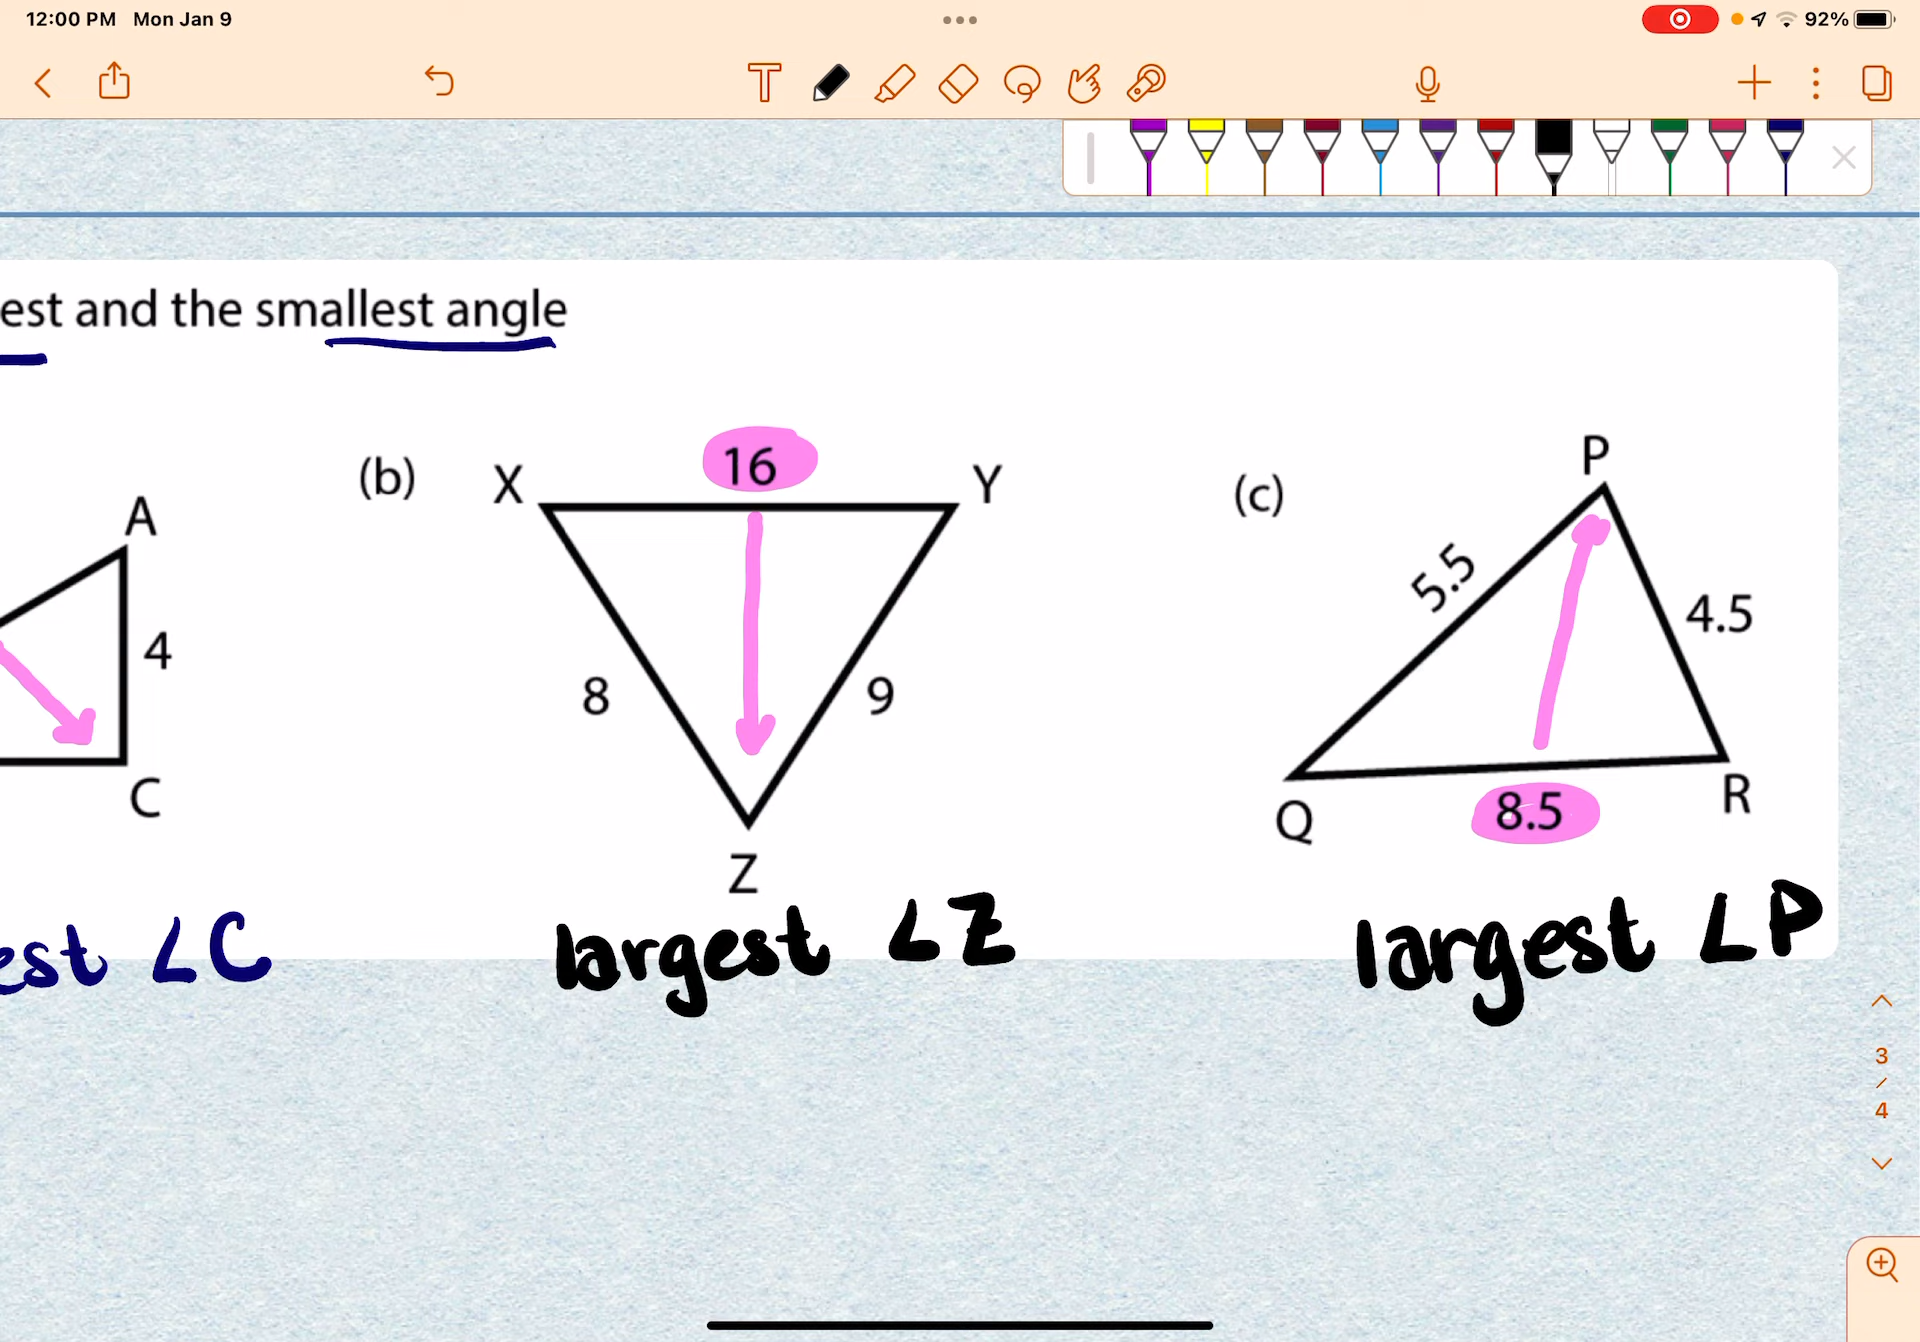 12:00 PM Mon Jan 9
92%
T
est and the smallest angle
(b)
X
16
Y
8
9
Z
A
4
C
(c)
P
5.5
4.5
Q
8.5
R
est ∠C
largest ∠Z
largest ∠P
3
/
4